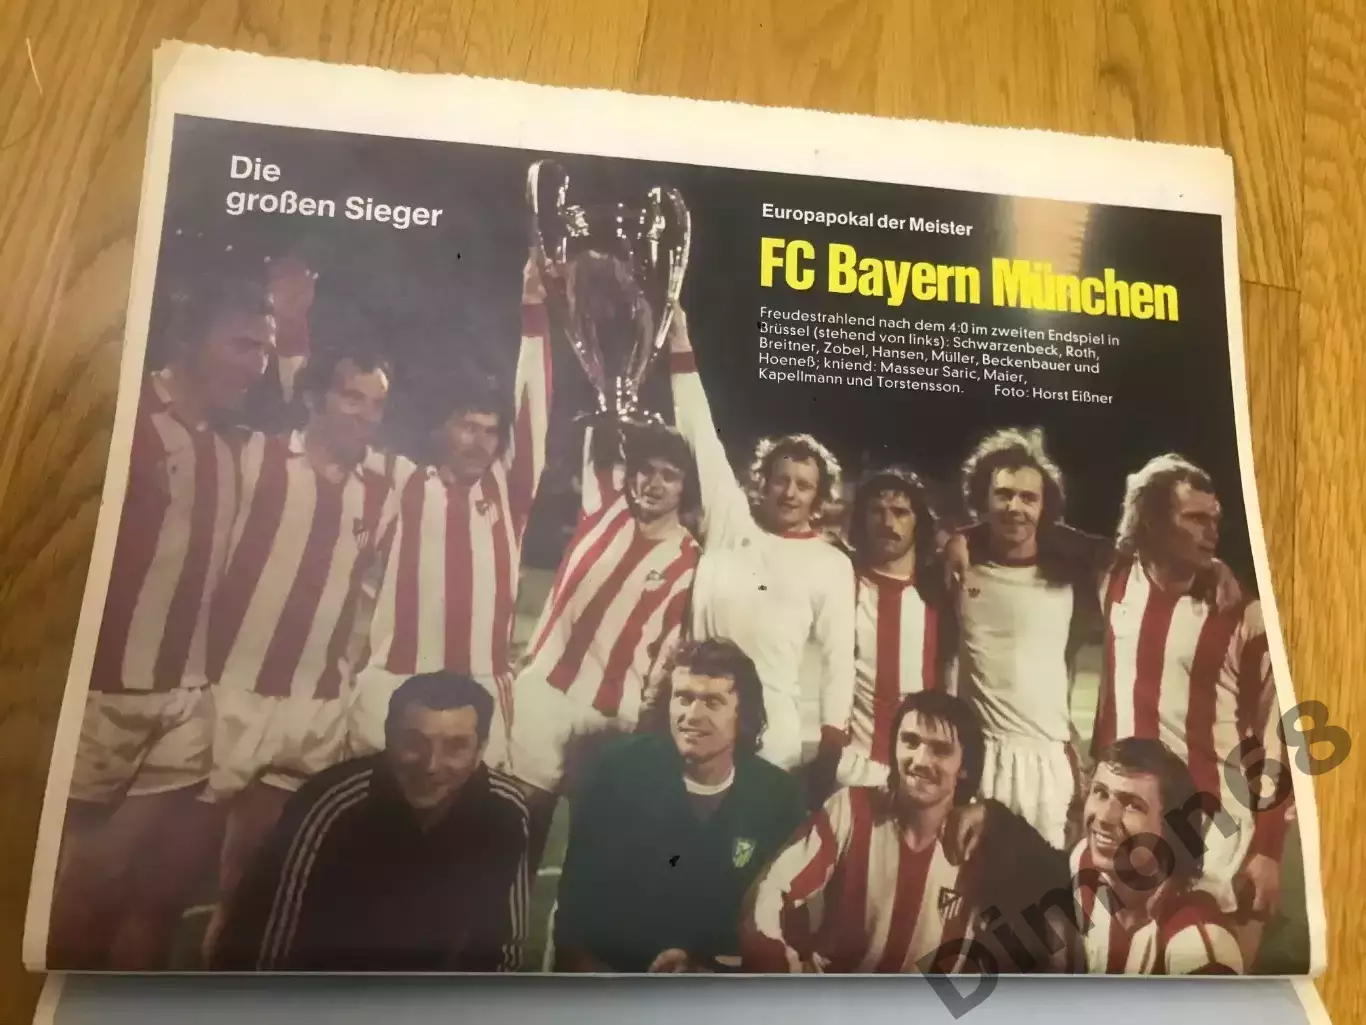 Die
großen Sieger
Europapokal der Meister
FC Bayern München
Freudestrahlend nach dem 4:0 im zweiten Endspiel in
Brüssel (stehend von links): Schwarzenbeck, Roth,
Breitner, Zobel, Hansen, Müller, Beckenbauer und
Hoeneß; kniend: Masseur Saric, Maier,
Kapellmann und Torstensson. Foto: Horst Eißner
Dimon68